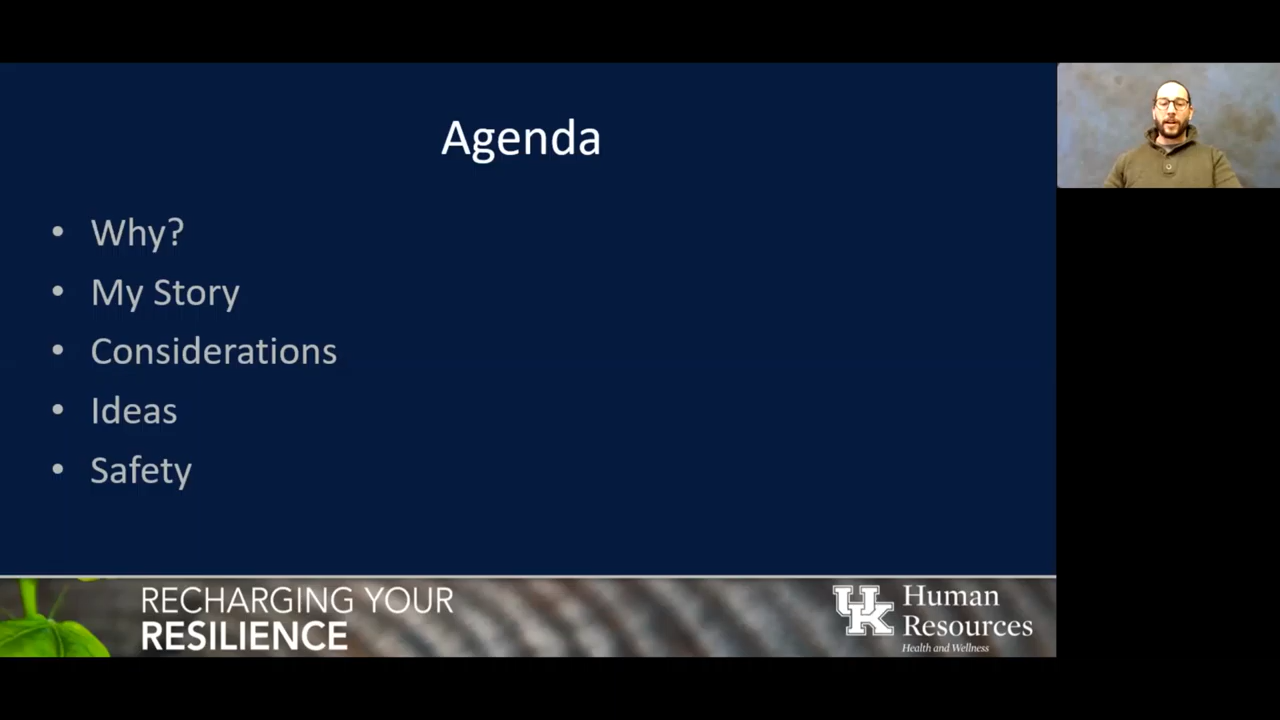 Agenda
• Why?
• My Story
• Considerations
• Ideas
• Safety
RECHARGING YOUR
RESILIENCE
UK
Human
Resources
Health and Wellness